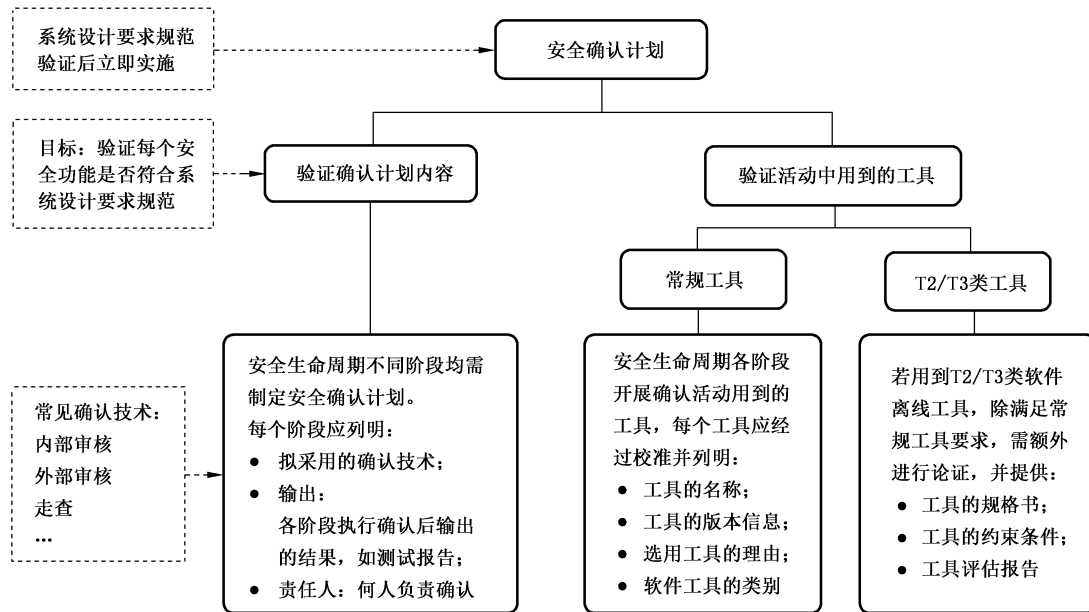 系统设计要求规范
验证后立即实施
安全确认计划
目标：验证每个安
全功能是否符合系
统设计要求规范
验证确认计划内容
验证活动中用到的工具
常规工具
T2/T3类工具
常见确认技术：
内部审核
外部审核
走查
...
安全生命周期不同阶段均需
制定安全确认计划。
每个阶段应列明：
● 拟采用的确认技术；
● 输出：
各阶段执行确认后输出
的结果，如测试报告；
● 责任人：何人负责确认
安全生命周期各阶段
开展确认活动用到的
工具，每个工具应经
过校准并列明：
● 工具的名称；
● 工具的版本信息；
● 选用工具的理由；
● 软件工具的类别
若用到T2/T3类软件
离线工具，除满足常
规工具要求，需额外
进行论证，并提供：
● 工具的规格书；
● 工具的约束条件；
● 工具评估报告